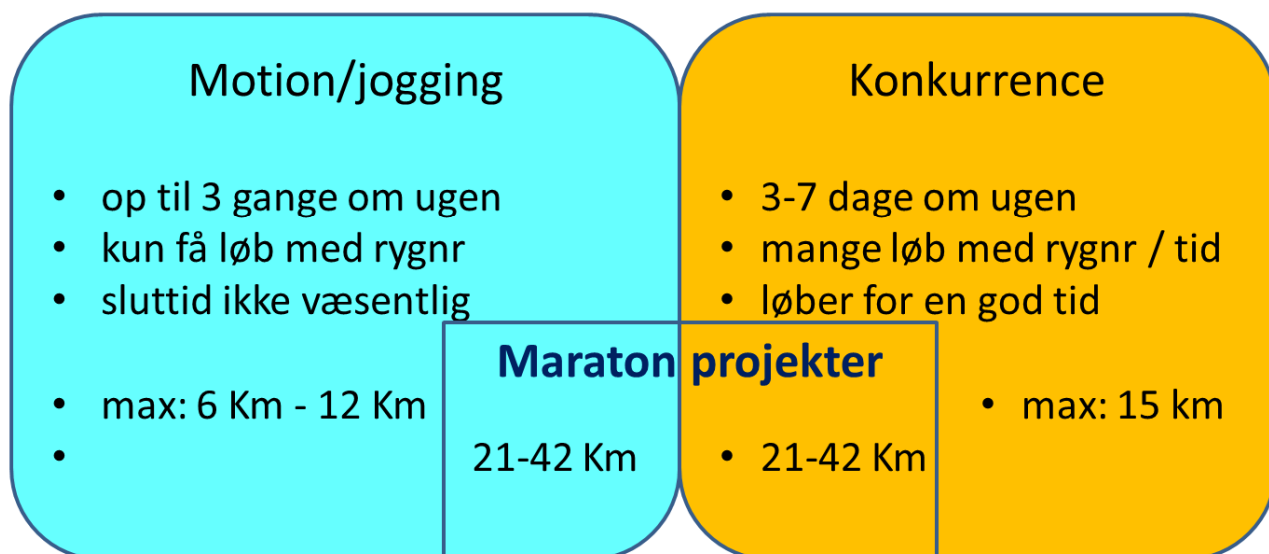 Motion/jogging
• op til 3 gange om ugen
• kun få løb med rygnr
• sluttid ikke væsentlig
• max: 6 Km - 12 Km
•
Konkurrence
• 3-7 dage om ugen
• mange løb med rygnr / tid
• løber for en god tid
• max: 15 km
Maraton projekter
21-42 Km
• 21-42 Km